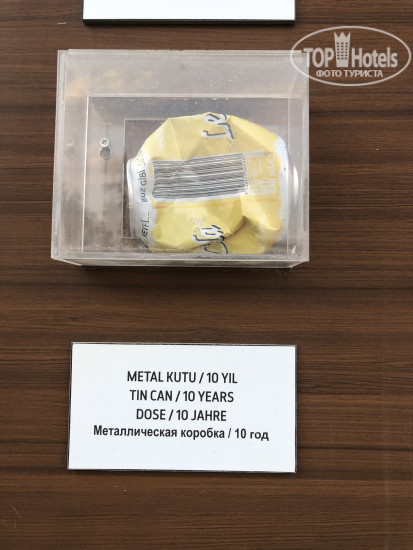 TOP Hotels
ФОТО ТУРИСТА
METAL KUTU / 10 YIL
TIN CAN / 10 YEARS
DOSE / 10 JAHRE
Металлическая коробка / 10 год